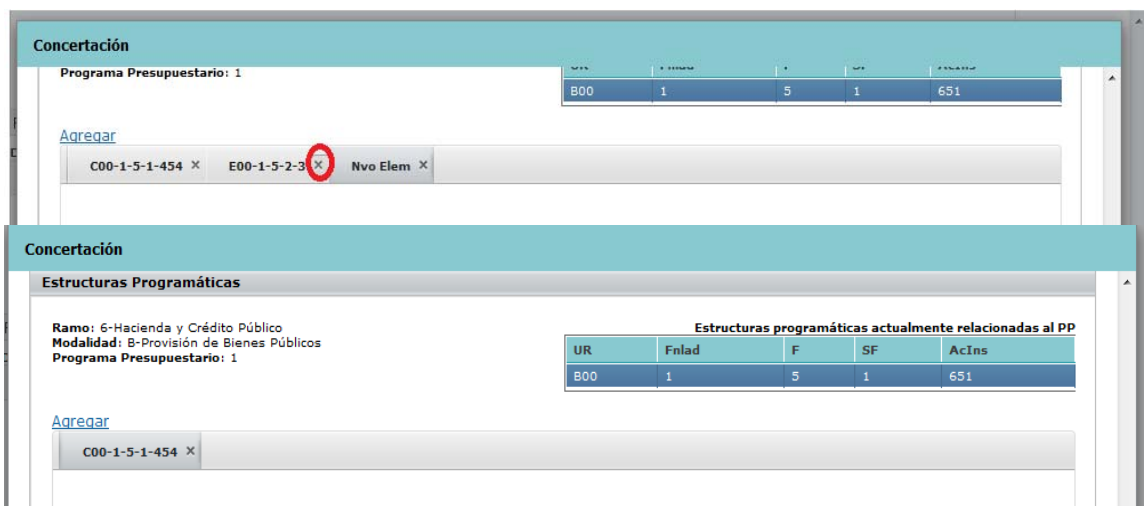 Concertación
Programa Presupuestario: 1
B00 1 5 1 651
Agregar
C00-1-5-1-454 × E00-1-5-2-3 × Nvo Elem ×
Concertación
Estructuras Programáticas
Ramo: 6-Hacienda y Crédito Público
Modalidad: B-Provisión de Bienes Públicos
Programa Presupuestario: 1
Estructuras programáticas actualmente relacionadas al PP
UR Fnlad F SF AcIns
B00 1 5 1 651
Agregar
C00-1-5-1-454 ×